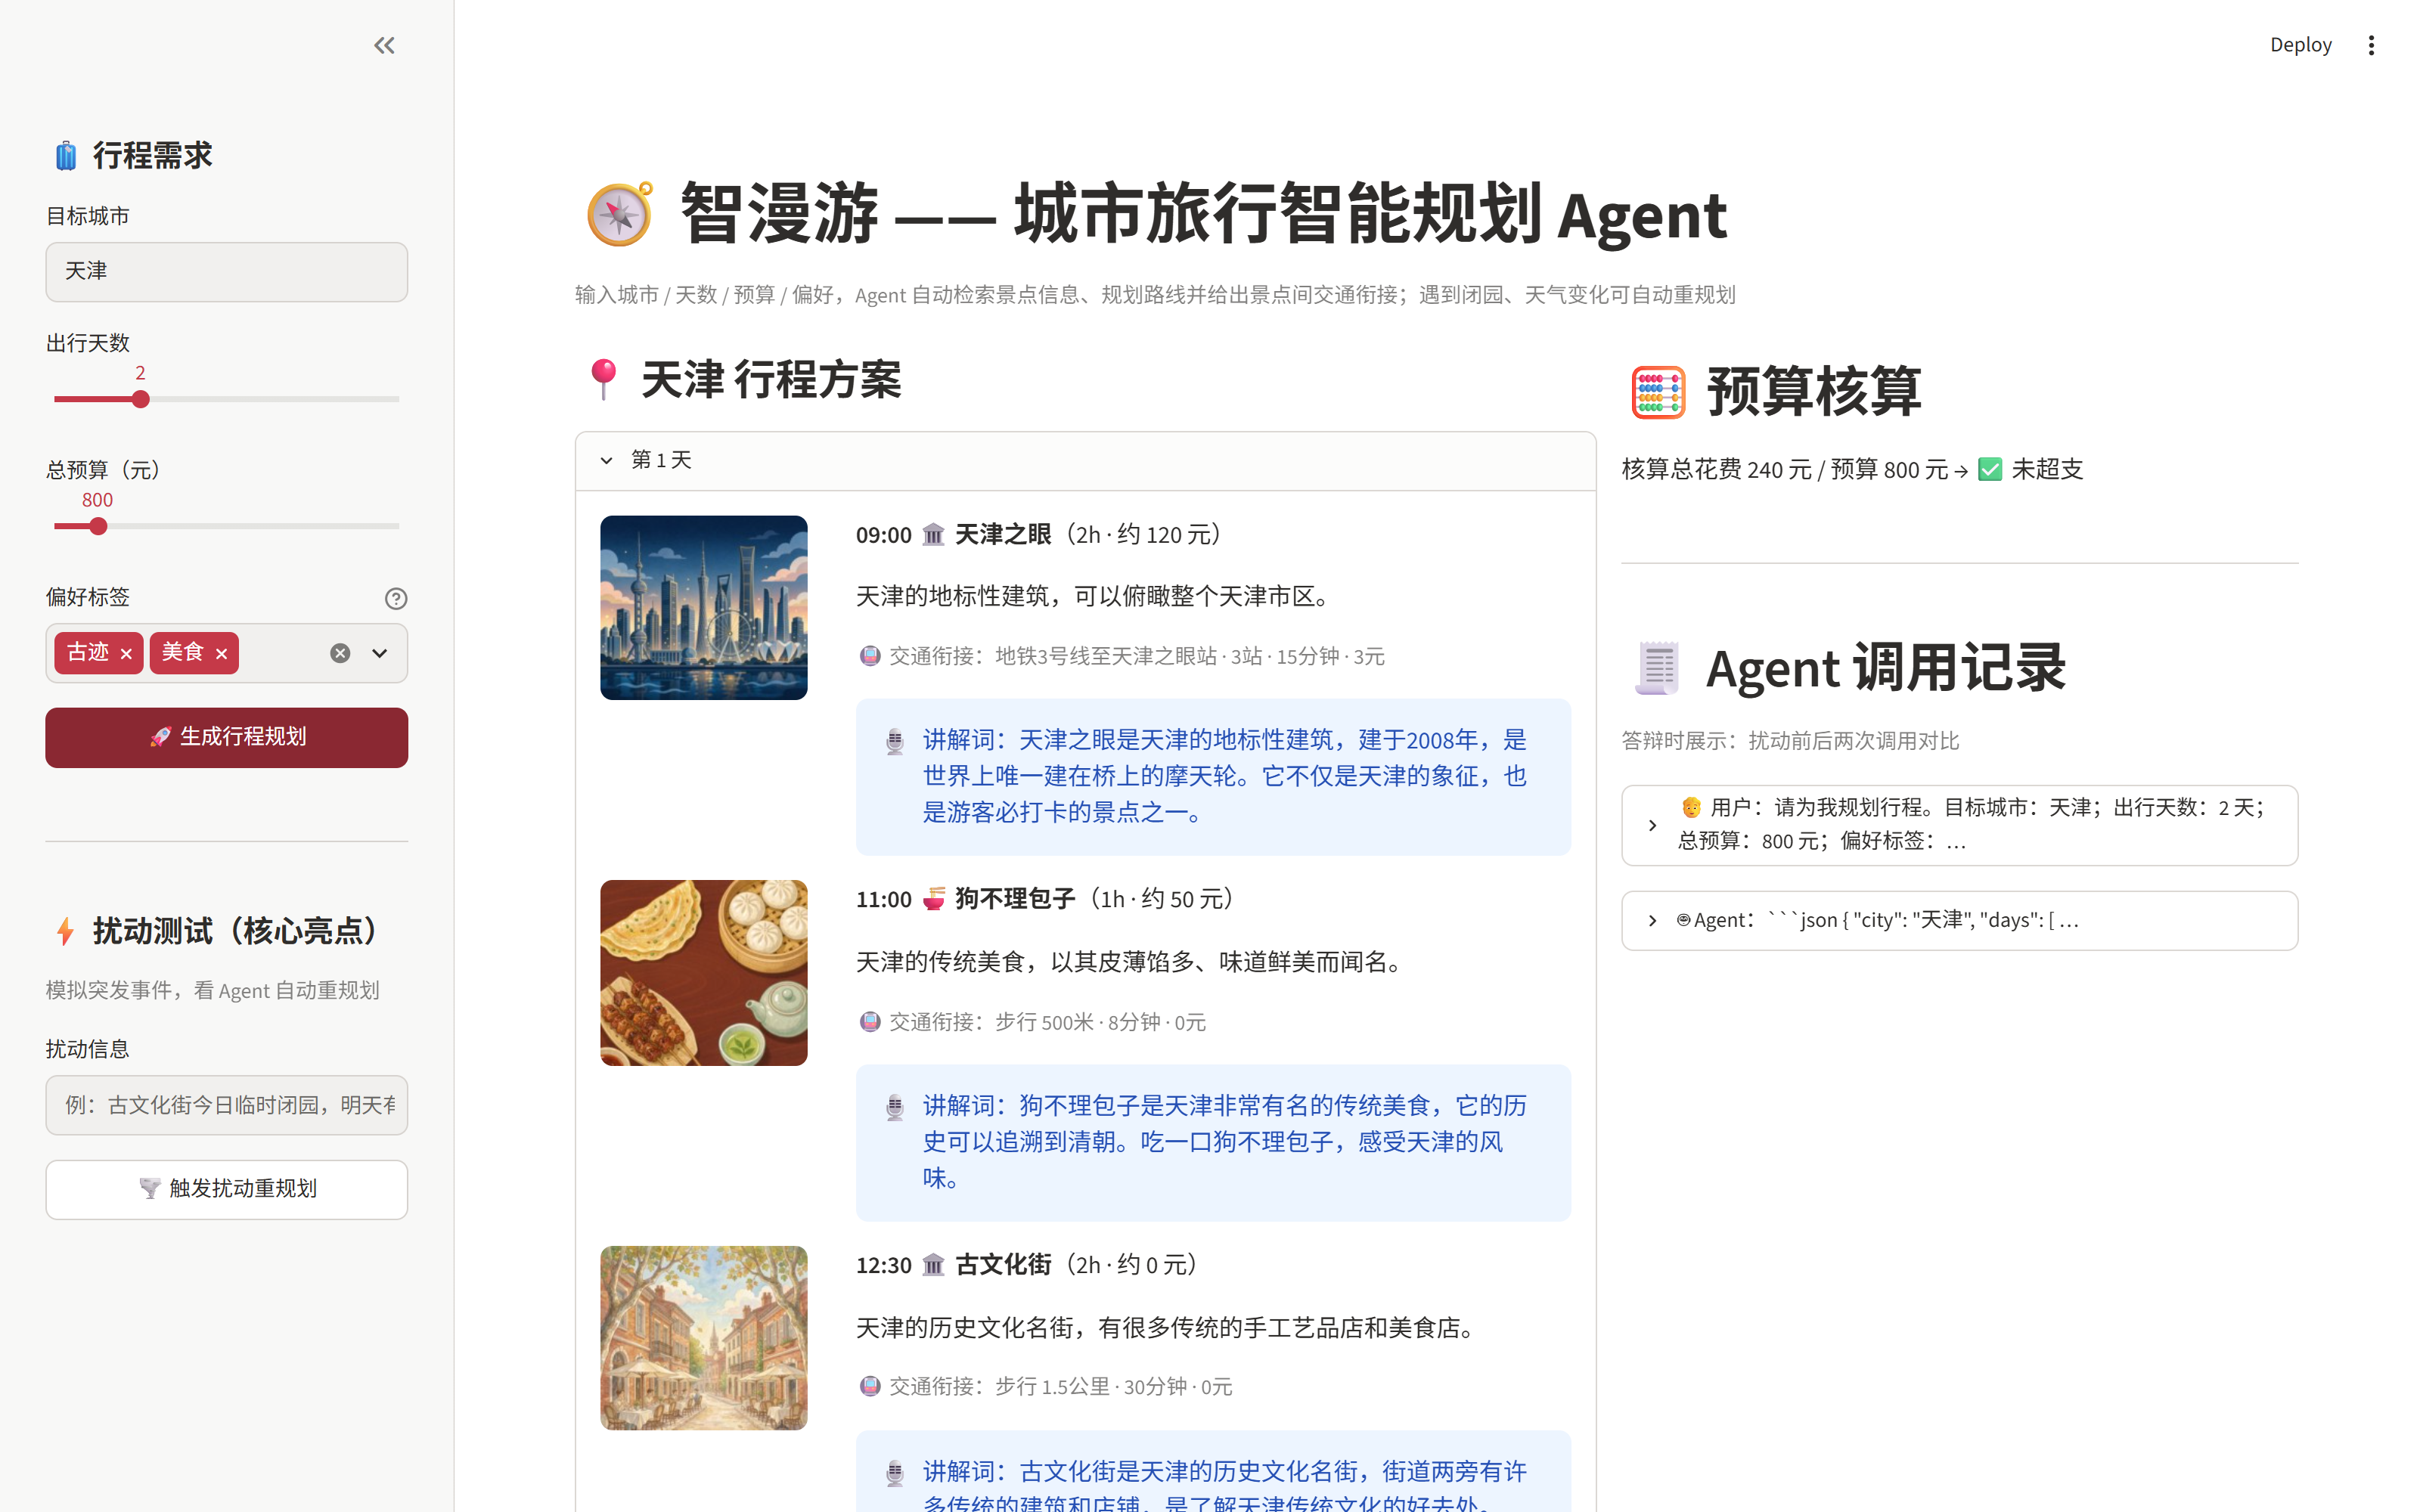 行程需求
目标城市
天津
出行天数
2
总预算（元）
800
偏好标签
古迹 ×
美食 ×
🚀 生成行程规划
⚡ 扰动测试（核心亮点）
模拟突发事件，看 Agent 自动重规划
扰动信息
例：古文化街今日临时闭园，明天
🌪 触发扰动重规划
Deploy
智漫游 —— 城市旅行智能规划 Agent
输入城市 / 天数 / 预算 / 偏好，Agent 自动检索景点信息、规划路线并给出景点间交通衔接；遇到闭园、天气变化可自动重规划
天津 行程方案
第 1 天
09:00 🏛 天津之眼（2h · 约 120 元）
天津的地标性建筑，可以俯瞰整个天津市区。
交通衔接：地铁3号线至天津之眼站 · 3站 · 15分钟 · 3元
讲解词：天津之眼是天津的地标性建筑，建于2008年，是
世界上唯一建在桥上的摩天轮。它不仅是天津的象征，也
是游客必打卡的景点之一。
11:00 🍜 狗不理包子（1h · 约 50 元）
天津的传统美食，以其皮薄馅多、味道鲜美而闻名。
交通衔接：步行 500米 · 8分钟 · 0元
讲解词：狗不理包子是天津非常有名的传统美食，它的历
史可以追溯到清朝。吃一口狗不理包子，感受天津的风
味。
12:30 🏛 古文化街（2h · 约 0 元）
天津的历史文化名街，有很多传统的手工艺品店和美食店。
交通衔接：步行 1.5公里 · 30分钟 · 0元
讲解词：古文化街是天津的历史文化名街，街道两旁有许
多传统的建筑和店铺，是了解天津传统文化的好去处。
预算核算
核算总花费 240 元 / 预算 800 元 → ✅ 未超支
Agent 调用记录
答辩时展示：扰动前后两次调用对比
用户：请为我规划行程。目标城市：天津；出行天数：2 天；
总预算：800 元；偏好标签：…
Agent：```json { "city": "天津", "days": [ …